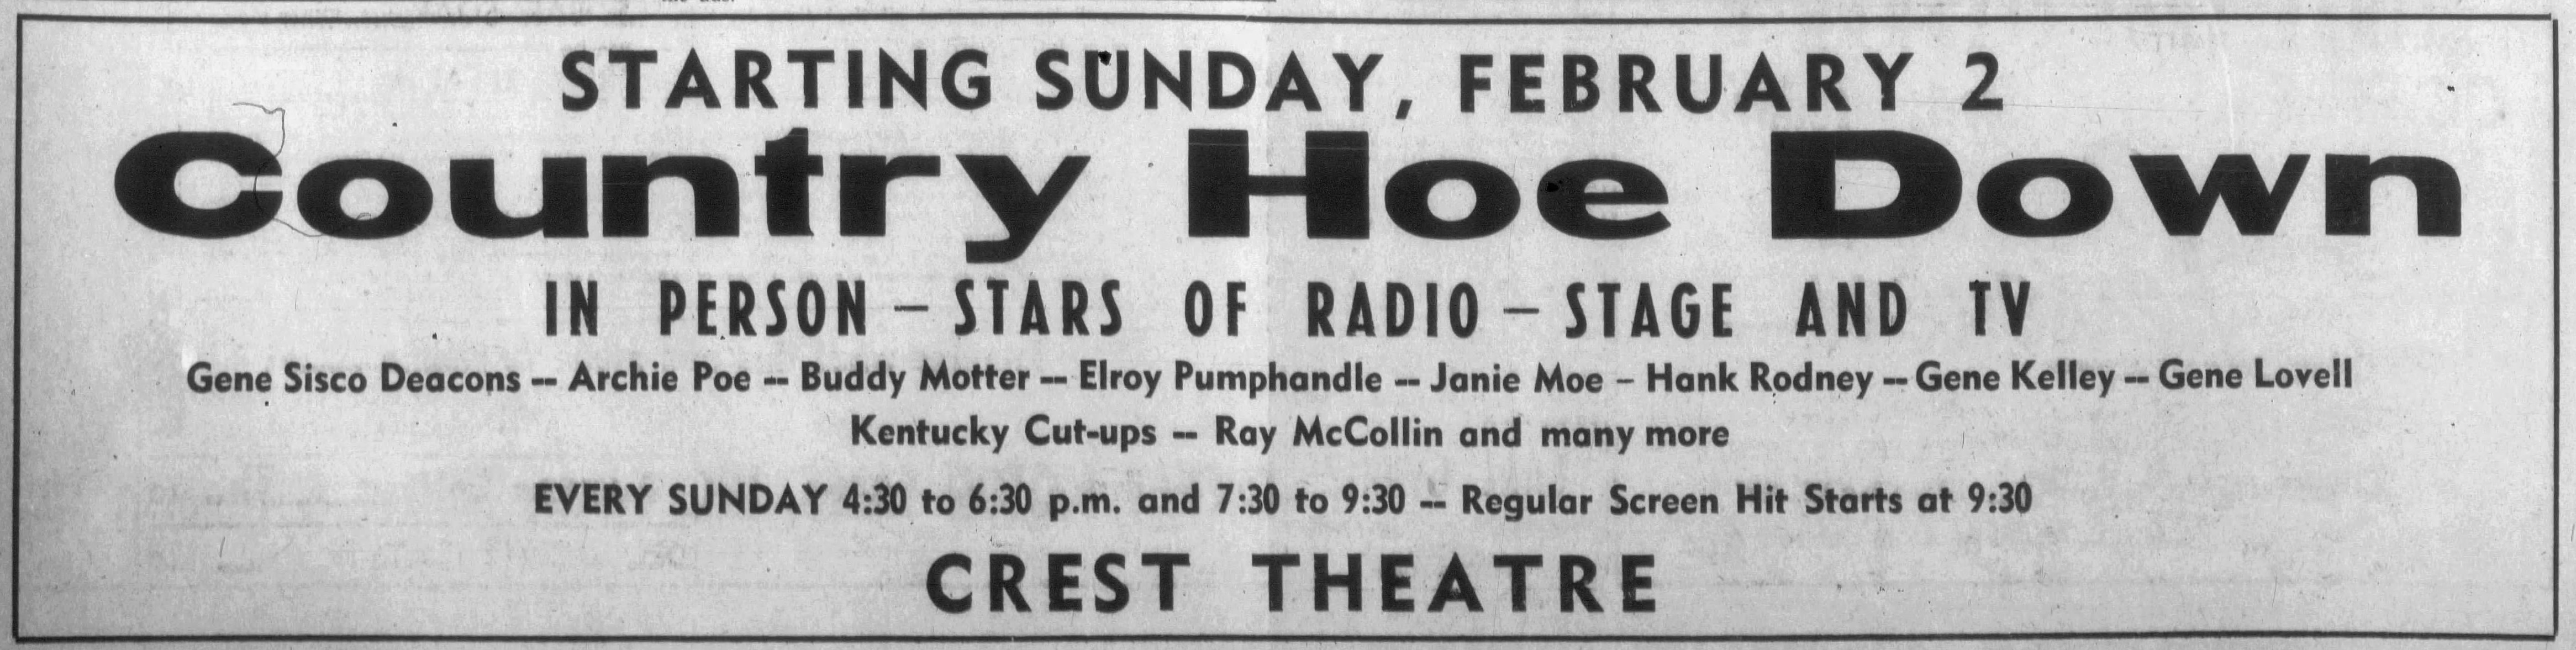 STARTING SUNDAY, FEBRUARY 2
Country Hoe Down
IN PERSON – STARS OF RADIO – STAGE AND TV
Gene Sisco Deacons -- Archie Poe -- Buddy Motter -- Elroy Pumphandle -- Janie Moe – Hank Rodney -- Gene Kelley -- Gene Lovell
Kentucky Cut-ups -- Ray McCollin and many more
EVERY SUNDAY 4:30 to 6:30 p.m. and 7:30 to 9:30 -- Regular Screen Hit Starts at 9:30
CREST THEATRE